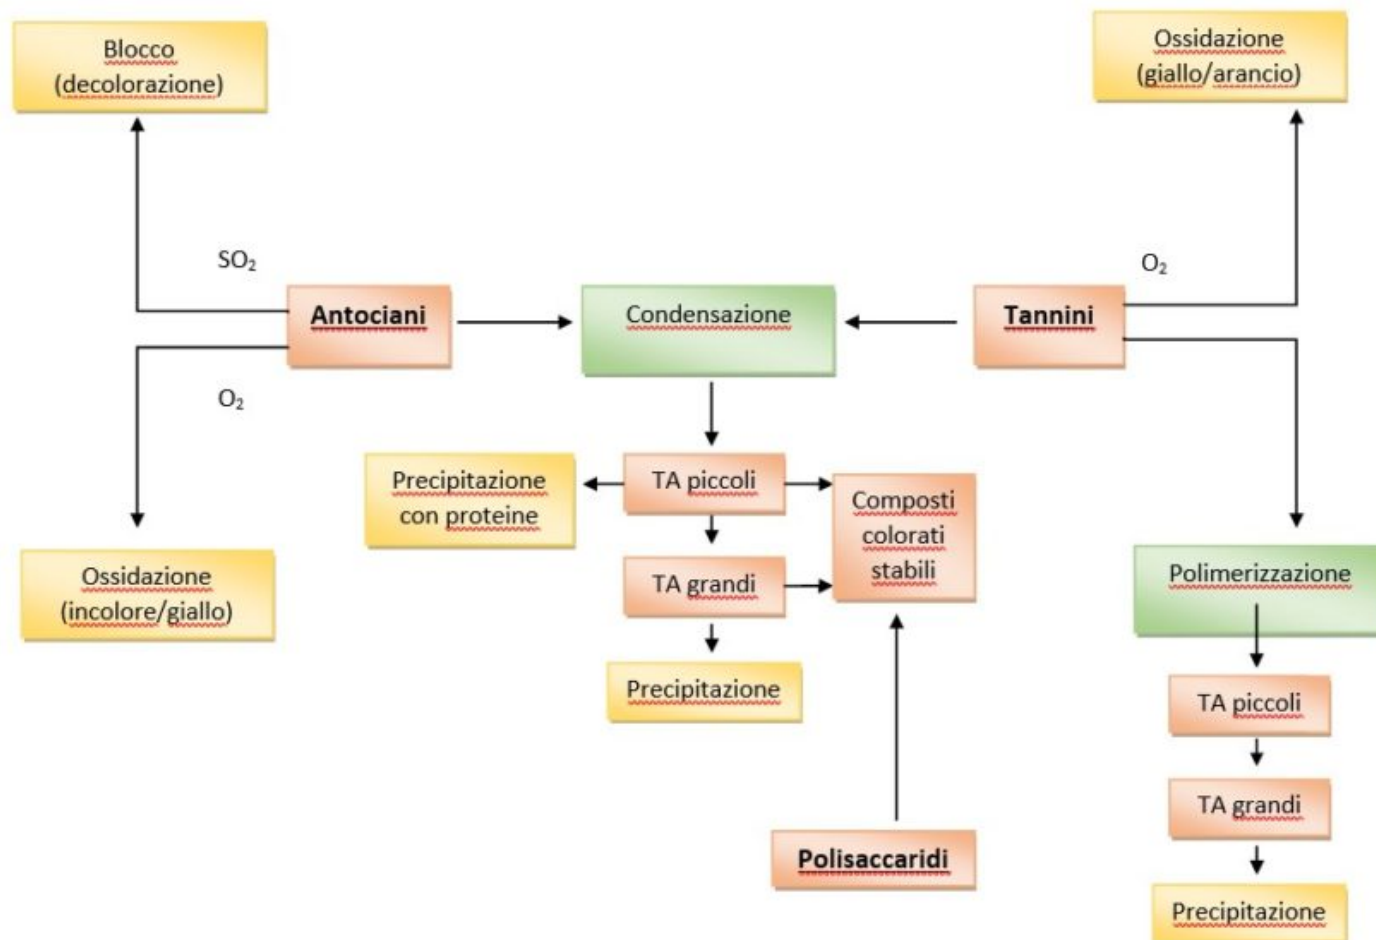 Blocco
(decolorazione)
Ossidazione
(giallo/arancio)
SO₂
O₂
Antociani
Condensazione
Tannini
O₂
Precipitazione
con proteine
TA piccoli
Composti
colorati
stabili
TA grandi
Ossidazione
(incolore/giallo)
Polimerizzazione
Precipitazione
TA piccoli
TA grandi
Polisaccaridi
Precipitazione